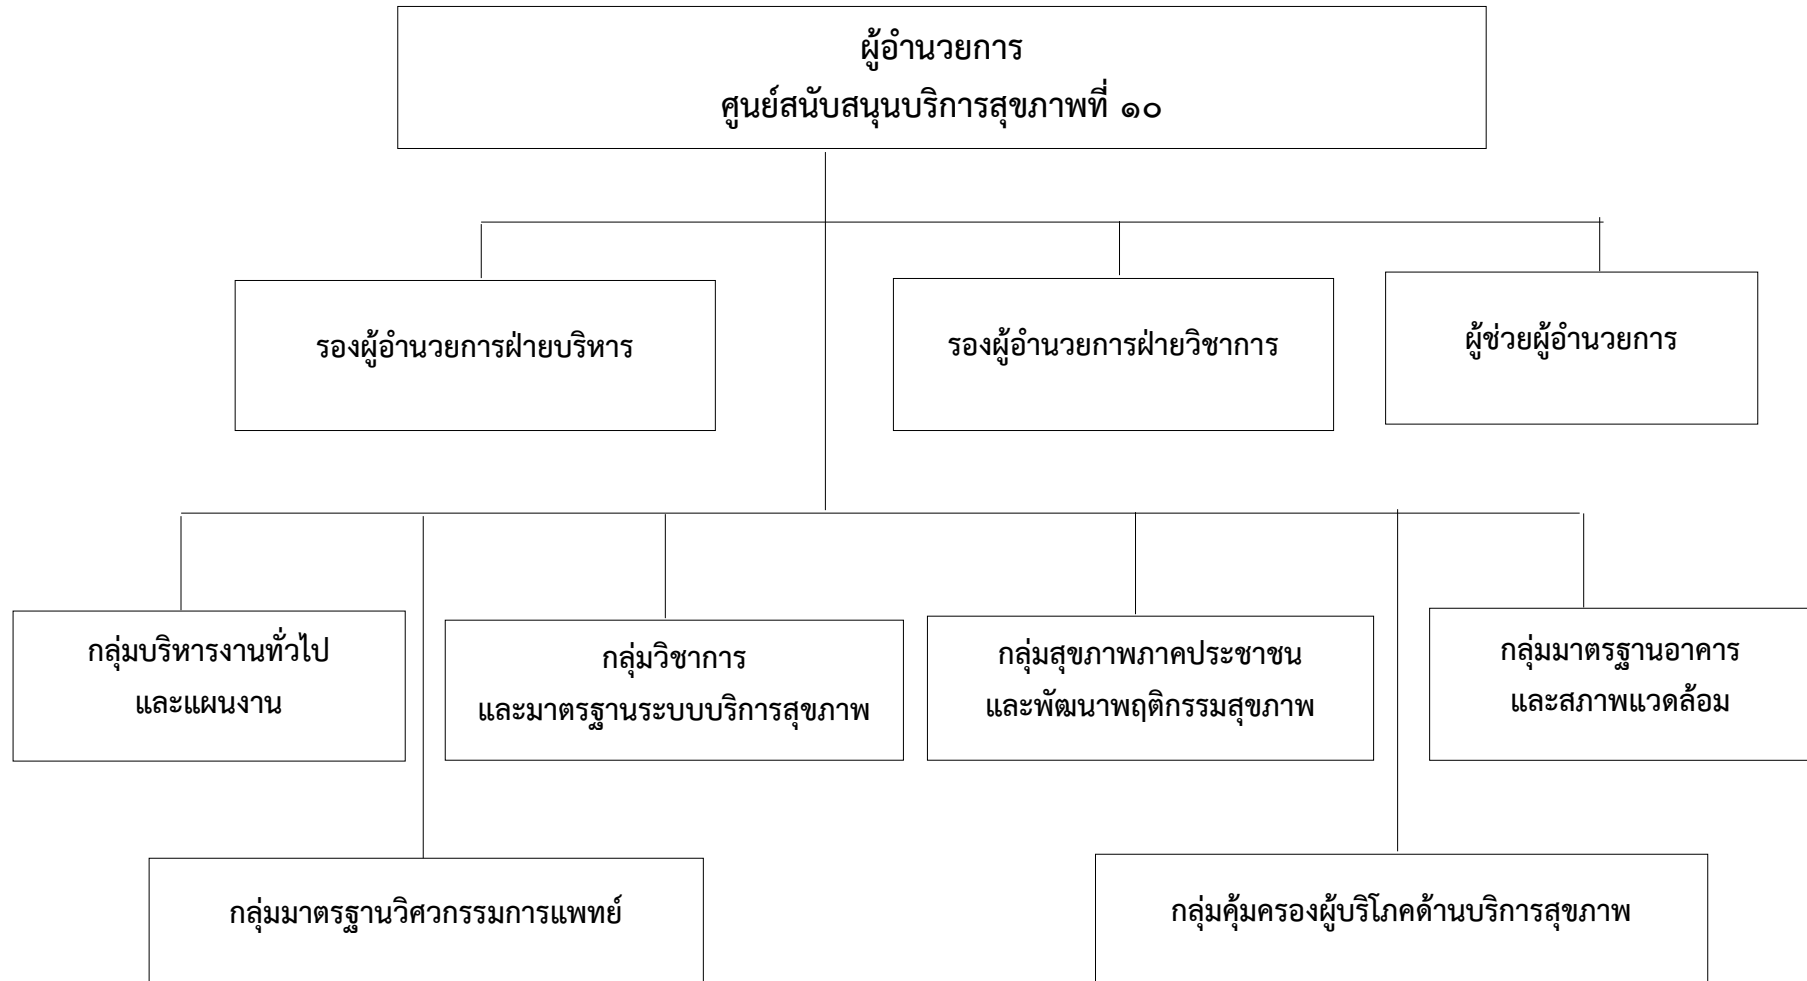 ผู้อำนวยการ
ศูนย์สนับสนุนบริการสุขภาพที่ ๑๐
รองผู้อำนวยการฝ่ายบริหาร
รองผู้อำนวยการฝ่ายวิชาการ
ผู้ช่วยผู้อำนวยการ
กลุ่มบริหารงานทั่วไป
และแผนงาน
กลุ่มวิชาการ
และมาตรฐานระบบบริการสุขภาพ
กลุ่มสุขภาพภาคประชาชน
และพัฒนาพฤติกรรมสุขภาพ
กลุ่มมาตรฐานอาคาร
และสภาพแวดล้อม
กลุ่มมาตรฐานวิศวกรรมการแพทย์
กลุ่มคุ้มครองผู้บริโภคด้านบริการสุขภาพ